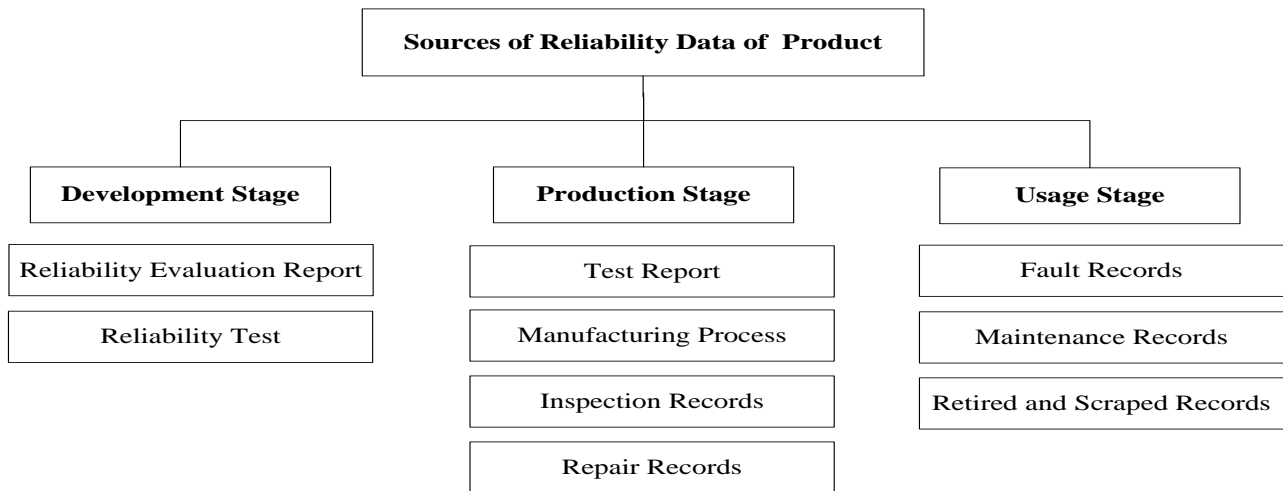 Sources of Reliability Data of Product
Development Stage
Production Stage
Usage Stage
Reliability Evaluation Report
Reliability Test
Test Report
Manufacturing Process
Inspection Records
Repair Records
Fault Records
Maintenance Records
Retired and Scraped Records